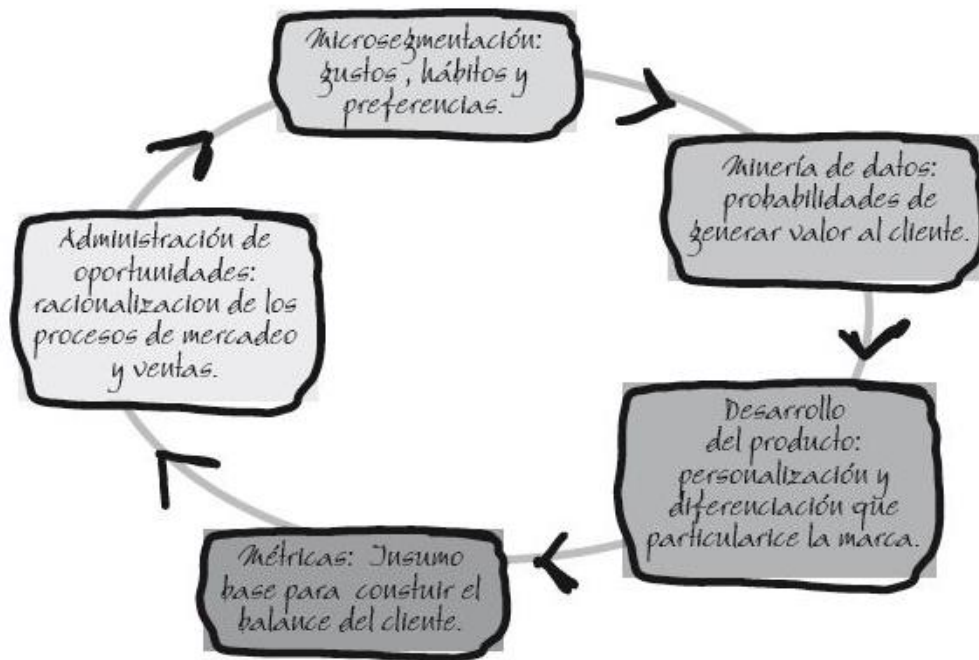 Microsegmentación:
gustos , hábitos y
preferencias.
Minería de datos:
probabilidades de
generar valor al cliente.
Desarrollo
del producto:
personalización y
diferenciación que
particularice la marca.
Métricas: Insumo
base para constuir el
balance del cliente.
Administración de
oportunidades:
racionalizacion de los
procesos de mercadeo
y ventas.